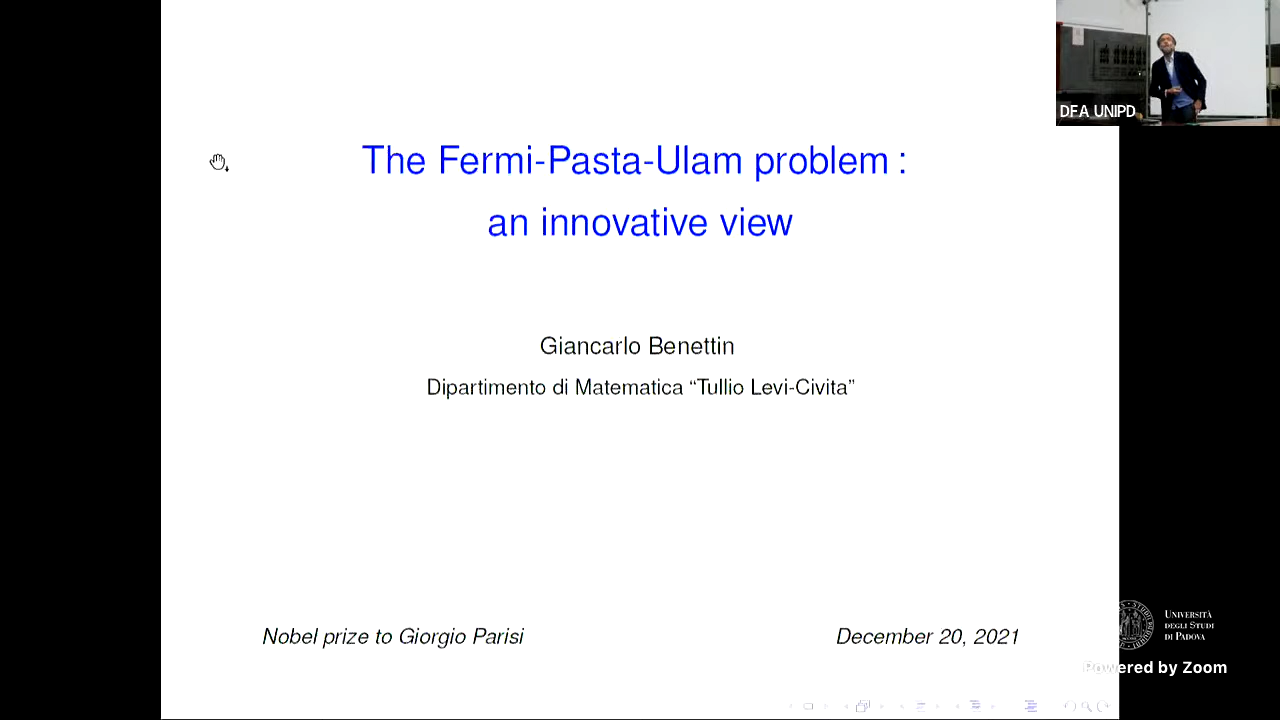 DFA UNIPD
The Fermi-Pasta-Ulam problem :
an innovative view
Giancarlo Benettin
Dipartimento di Matematica “Tullio Levi-Civita”
Nobel prize to Giorgio Parisi
December 20, 2021
UNIVERSITÀ
DEGLI STUDI
DI PADOVA
Powered by Zoom